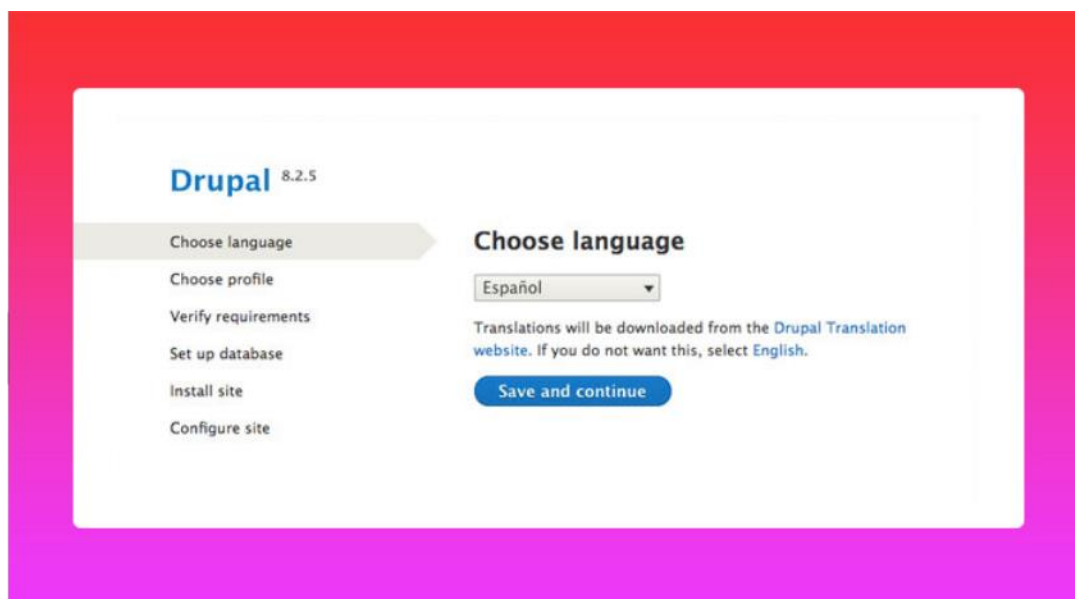 Drupal 8.2.5
Choose language
Choose profile
Verify requirements
Set up database
Install site
Configure site
Choose language
Español
Translations will be downloaded from the Drupal Translation
website. If you do not want this, select English.
Save and continue